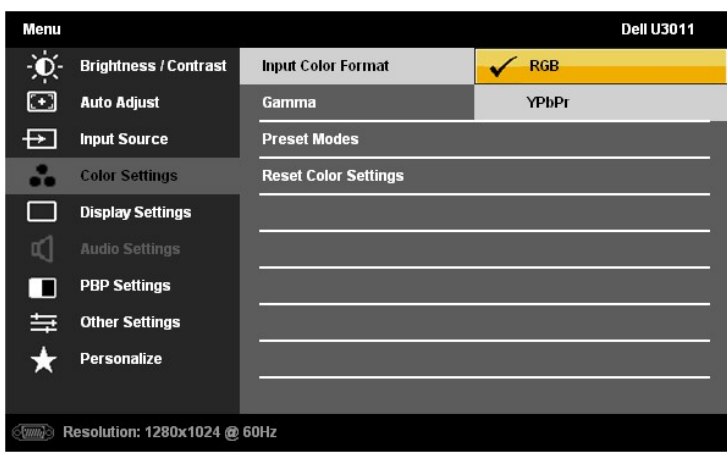 Menu Dell U3011
Brightness / Contrast Input Color Format RGB
Auto Adjust Gamma YPbPr
Input Source Preset Modes
Color Settings Reset Color Settings
Display Settings
Audio Settings
PBP Settings
Other Settings
Personalize
Resolution: 1280x1024 @ 60Hz